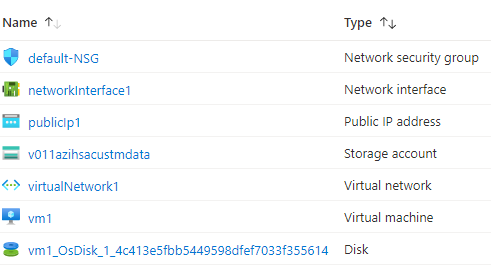 Name ↑↓ Type ↑↓
default-NSG Network security group
networkInterface1 Network interface
publicIp1 Public IP address
v011azihsacustmdata Storage account
virtualNetwork1 Virtual network
vm1 Virtual machine
vm1_OsDisk_1_4c413e5fbb5449598dfef7033f355614 Disk